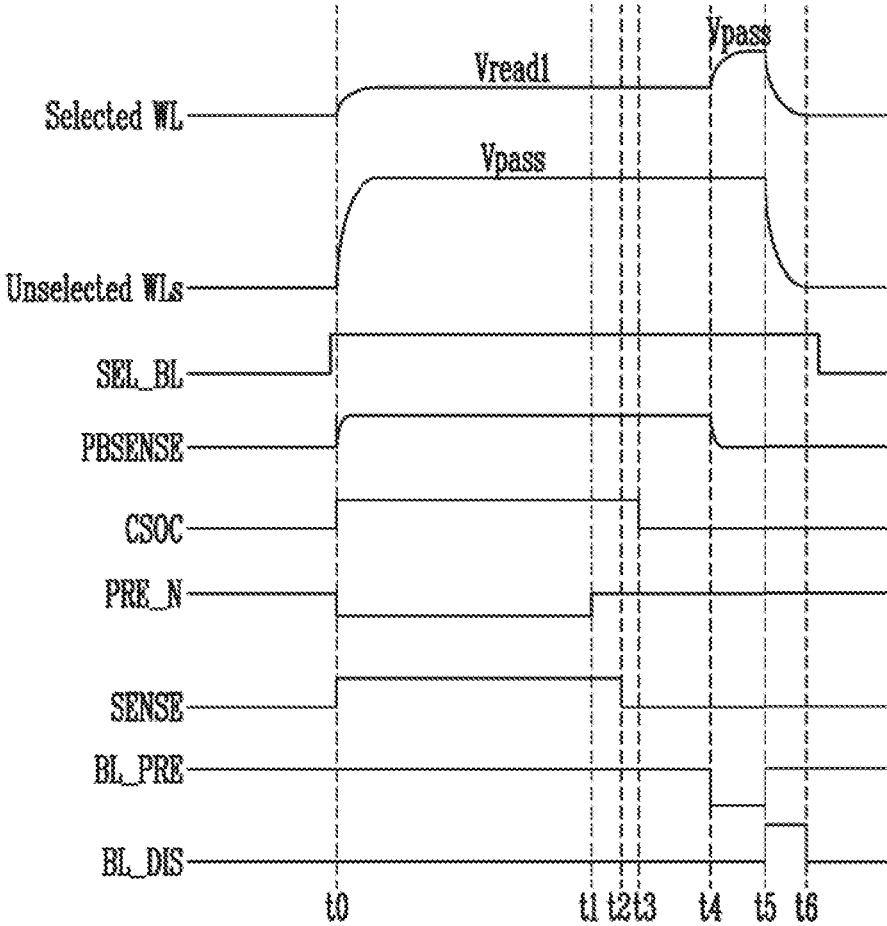 Vpass
Vread1
Selected WL
Vpass
Unselected WLs
SEL_BL
PBSENSE
CSOC
PRE_N
SENSE
BL_PRE
BL_DIS
t0 t1 t2 t3 t4 t5 t6